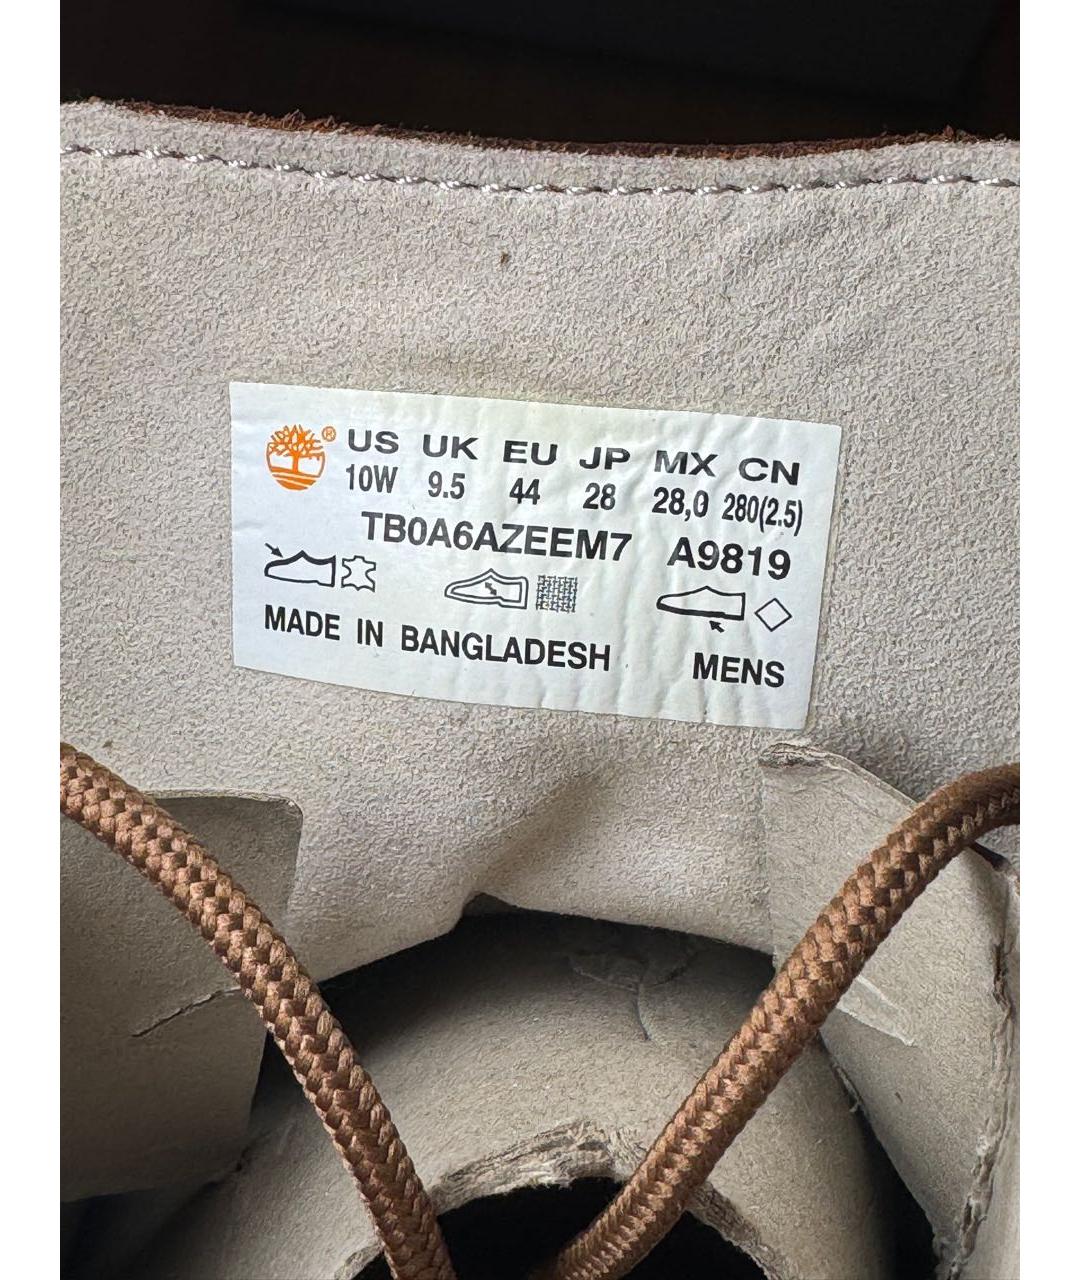 ® US UK EU JP MX CN
10W 9.5 44 28 28,0 280(2.5)
TB0A6AZEEM7 A9819
MADE IN BANGLADESH MENS